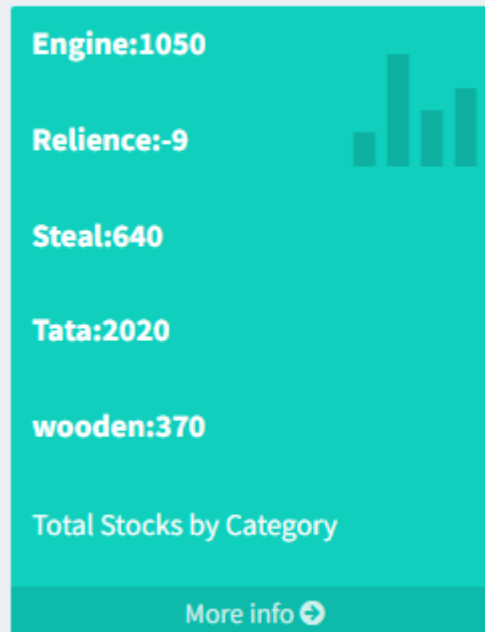 Engine:1050
Relience:-9
Steal:640
Tata:2020
wooden:370
Total Stocks by Category
More info